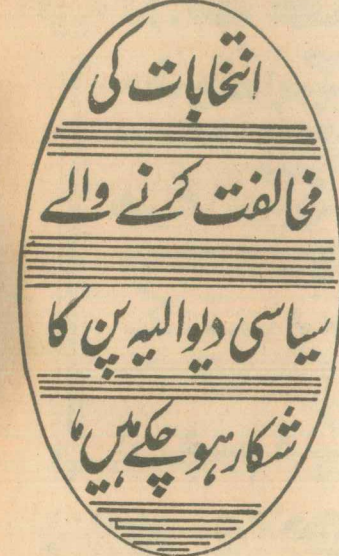 انتخابات کی
مخالفت کرنے والے
سیاسی دیوالیہ پن کا
شکار ہو چکے ہیں،